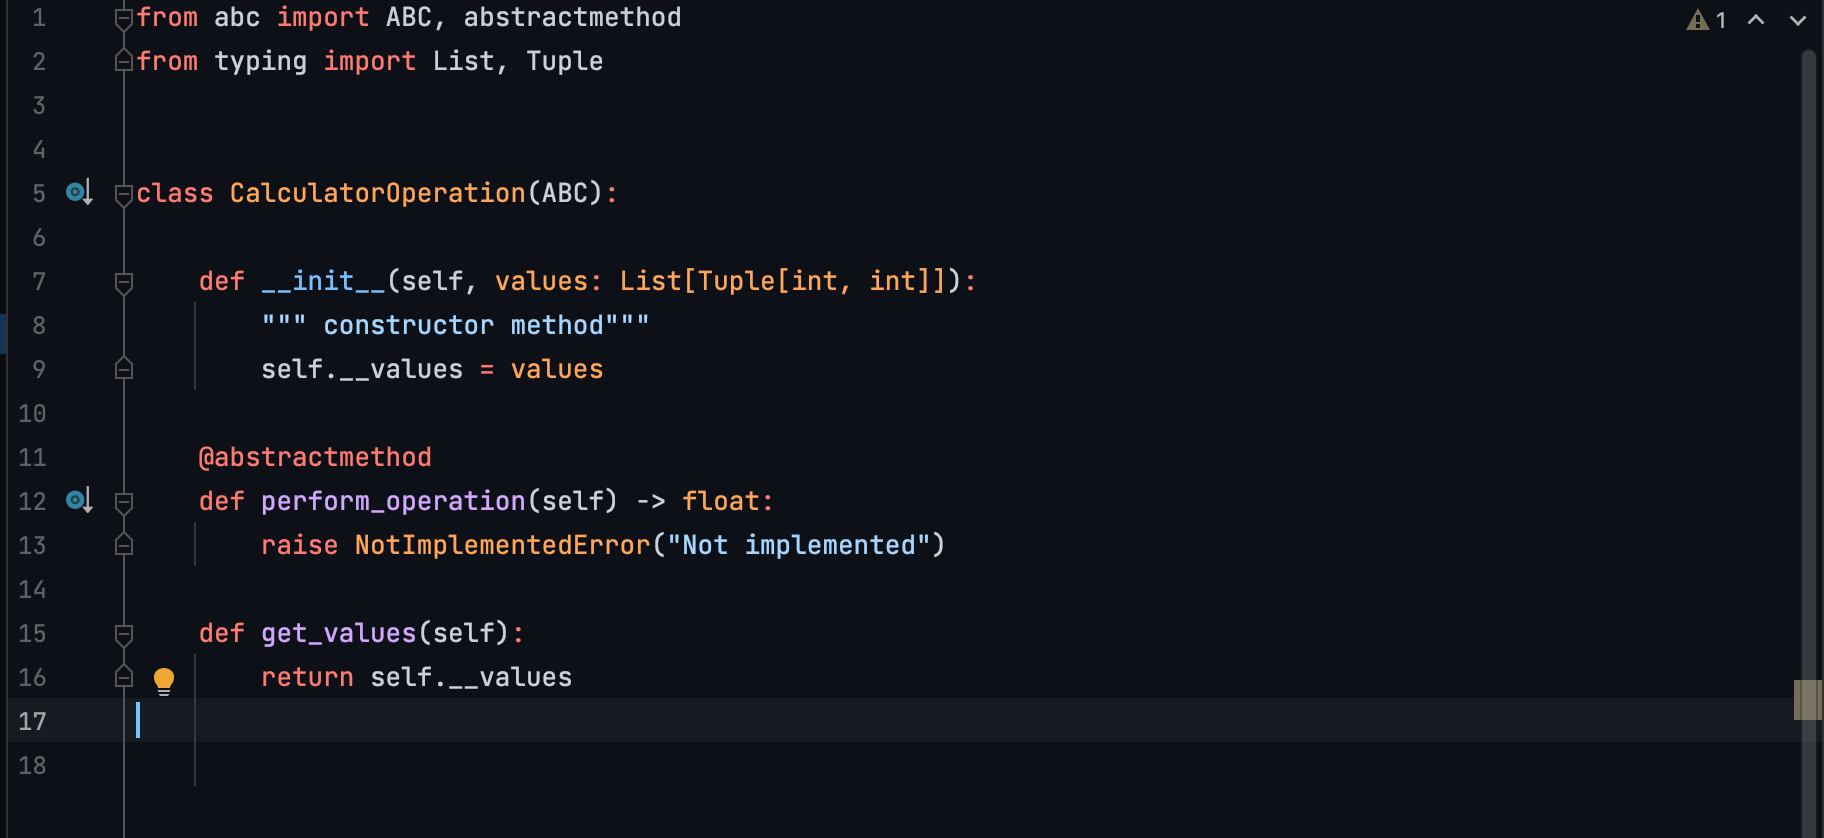 1 from abc import ABC, abstractmethod
2 from typing import List, Tuple
3
4
5 class CalculatorOperation(ABC):
6
7     def __init__(self, values: List[Tuple[int, int]]):
8         """ constructor method"""
9         self.__values = values
10
11     @abstractmethod
12     def perform_operation(self) -> float:
13         raise NotImplementedError("Not implemented")
14
15     def get_values(self):
16         return self.__values
17
18
1